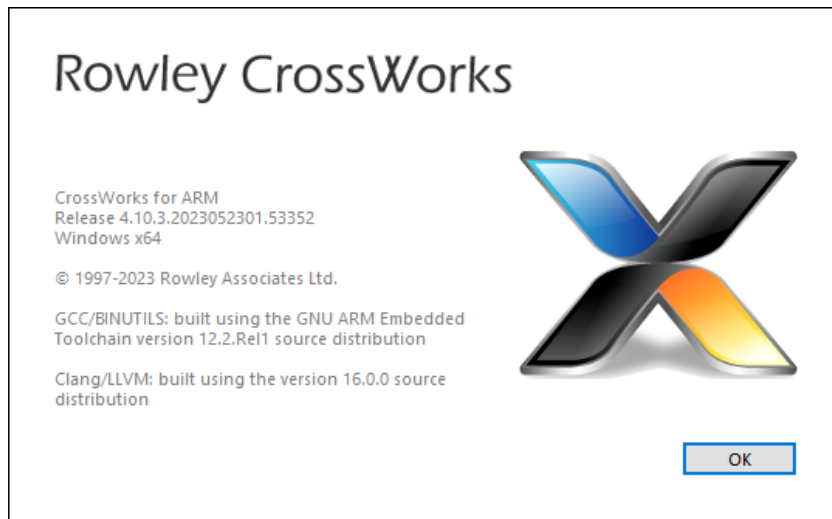 Rowley CrossWorks
CrossWorks for ARM
Release 4.10.3.2023052301.53352
Windows x64
© 1997-2023 Rowley Associates Ltd.
GCC/BINUTILS: built using the GNU ARM Embedded
Toolchain version 12.2.Rel1 source distribution
Clang/LLVM: built using the version 16.0.0 source
distribution
OK